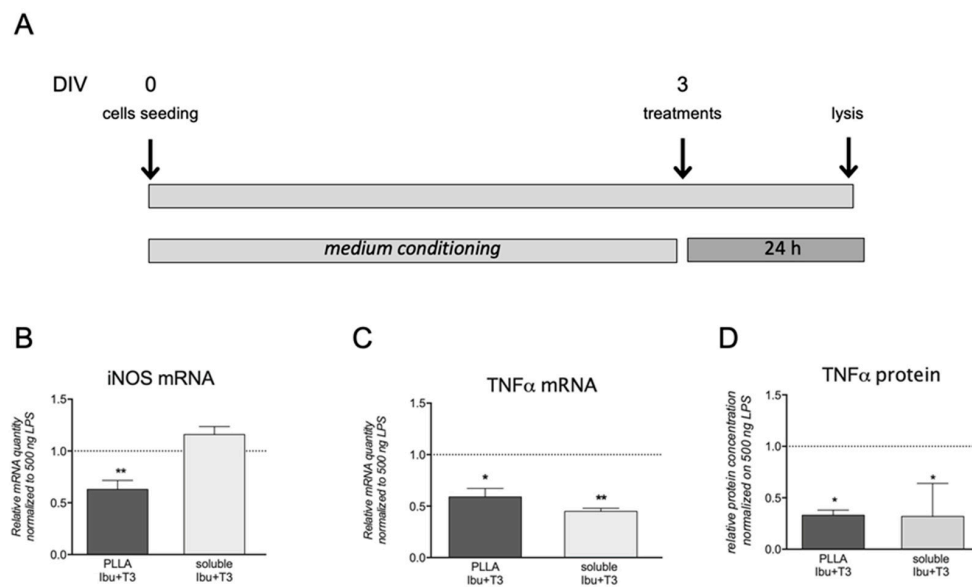 A
DIV 0 3
cells seeding treatments lysis
medium conditioning 24 h
B
iNOS mRNA
Relative mRNA quantity
normalized to 500 ng LPS
1.5
1.0
0.5
0.0
**
PLLA
Ibu+T3
soluble
Ibu+T3
C
TNFα mRNA
Relative mRNA quantity
normalized to 500 ng LPS
1.5
1.0
0.5
0.0
*
**
PLLA
Ibu+T3
soluble
Ibu+T3
D
TNFα protein
relative protein concentration
normalized on 500 ng LPS
1.5
1.0
0.5
0.0
*
*
PLLA
Ibu+T3
soluble
Ibu+T3